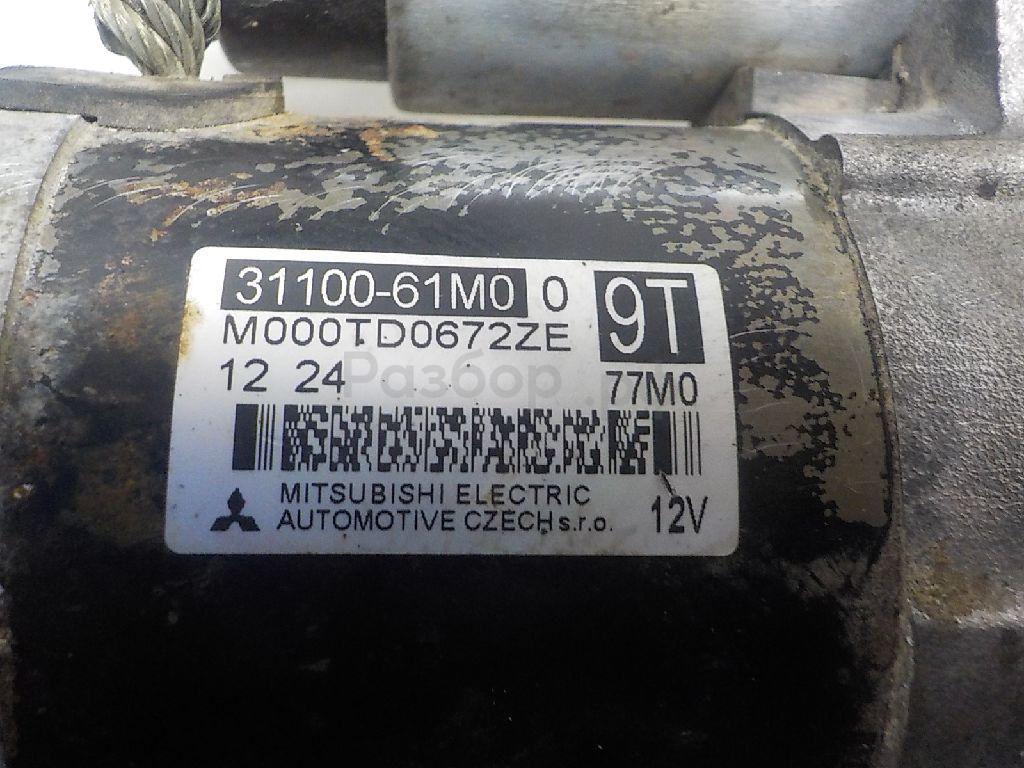 31100-61M0 0
9T
M000TD0672ZE
12 24
77M0
Разбор
MITSUBISHI ELECTRIC
AUTOMOTIVE CZECH s.r.o.
12V